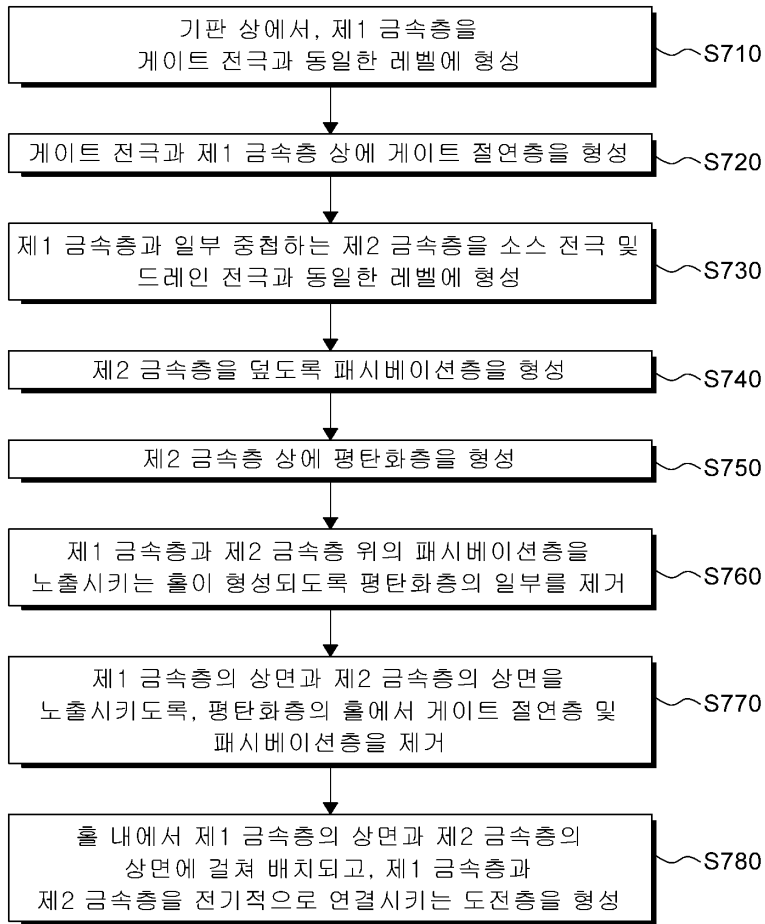 기판 상에서, 제1 금속층을
게이트 전극과 동일한 레벨에 형성
S710
게이트 전극과 제1 금속층 상에 게이트 절연층을 형성
S720
제1 금속층과 일부 중첩하는 제2 금속층을 소스 전극 및
드레인 전극과 동일한 레벨에 형성
S730
제2 금속층을 덮도록 패시베이션층을 형성
S740
제2 금속층 상에 평탄화층을 형성
S750
제1 금속층과 제2 금속층 위의 패시베이션층을
노출시키는 홀이 형성되도록 평탄화층의 일부를 제거
S760
제1 금속층의 상면과 제2 금속층의 상면을
노출시키도록, 평탄화층의 홀에서 게이트 절연층 및
패시베이션층을 제거
S770
홀 내에서 제1 금속층의 상면과 제2 금속층의
상면에 걸쳐 배치되고, 제1 금속층과
제2 금속층을 전기적으로 연결시키는 도전층을 형성
S780